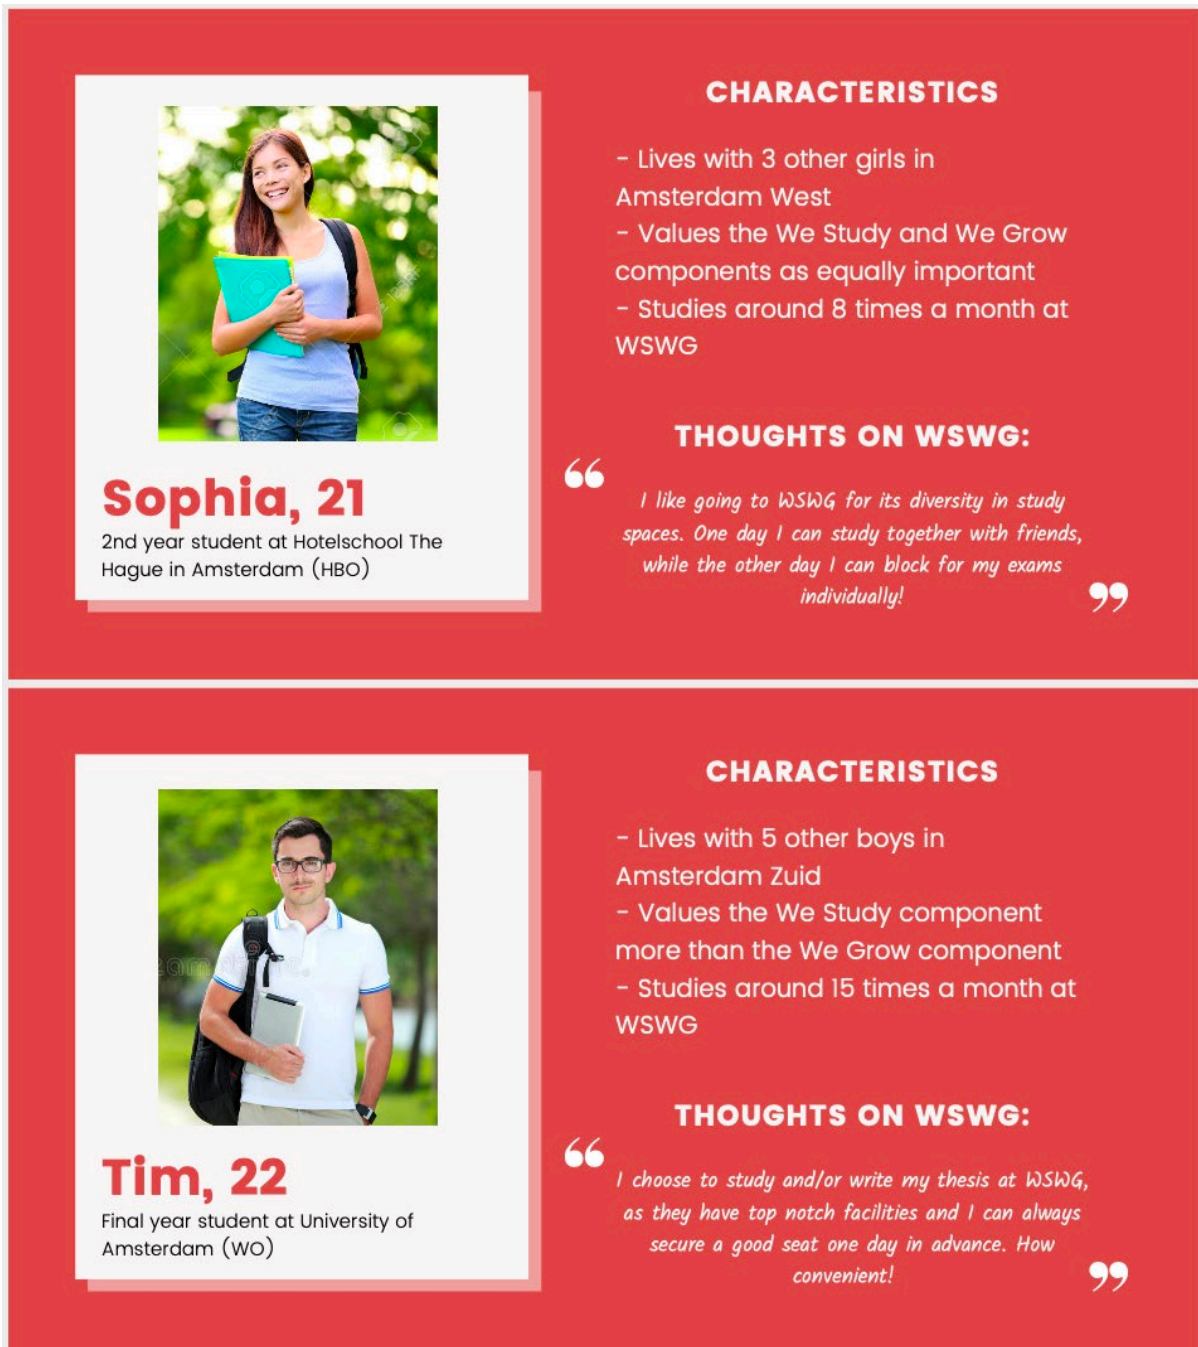 Sophia, 21
2nd year student at Hotelschool The
Hague in Amsterdam (HBO)
CHARACTERISTICS
- Lives with 3 other girls in
Amsterdam West
- Values the We Study and We Grow
components as equally important
- Studies around 8 times a month at
WSWG
THOUGHTS ON WSWG:
“
I like going to WSWG for its diversity in study
spaces. One day I can study together with friends,
while the other day I can block for my exams
individually!
”
Tim, 22
Final year student at University of
Amsterdam (WO)
CHARACTERISTICS
- Lives with 5 other boys in
Amsterdam Zuid
- Values the We Study component
more than the We Grow component
- Studies around 15 times a month at
WSWG
THOUGHTS ON WSWG:
“
I choose to study and/or write my thesis at WSWG,
as they have top notch facilities and I can always
secure a good seat one day in advance. How
convenient!
”